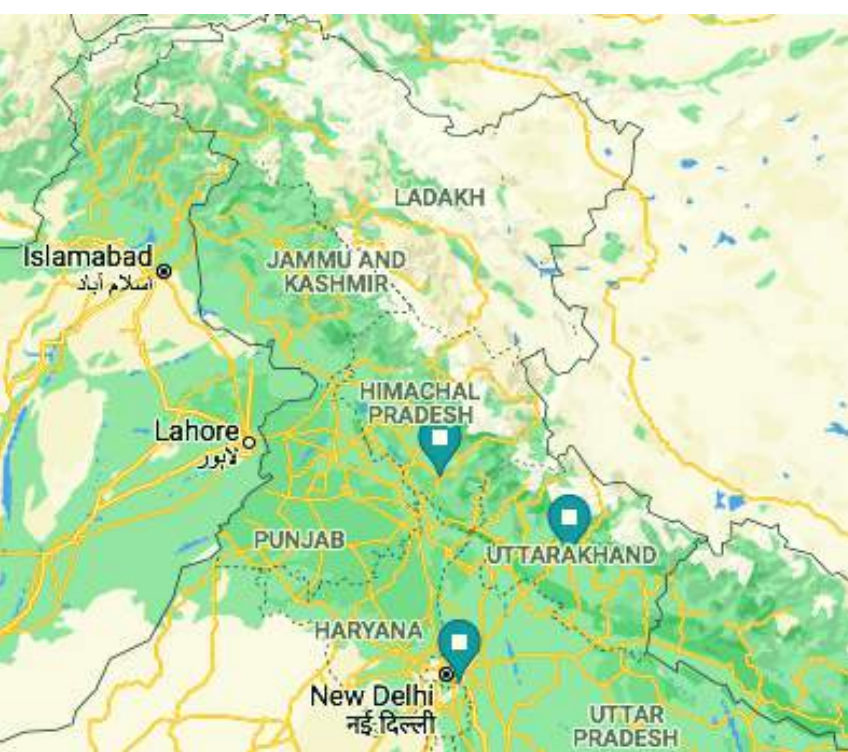 LADAKH
Islamabad
اسلام آباد
JAMMU AND
KASHMIR
HIMACHAL
PRADESH
Lahore
لاہور
PUNJAB
UTTARAKHAND
HARYANA
New Delhi
नई दिल्ली
UTTAR
PRADESH